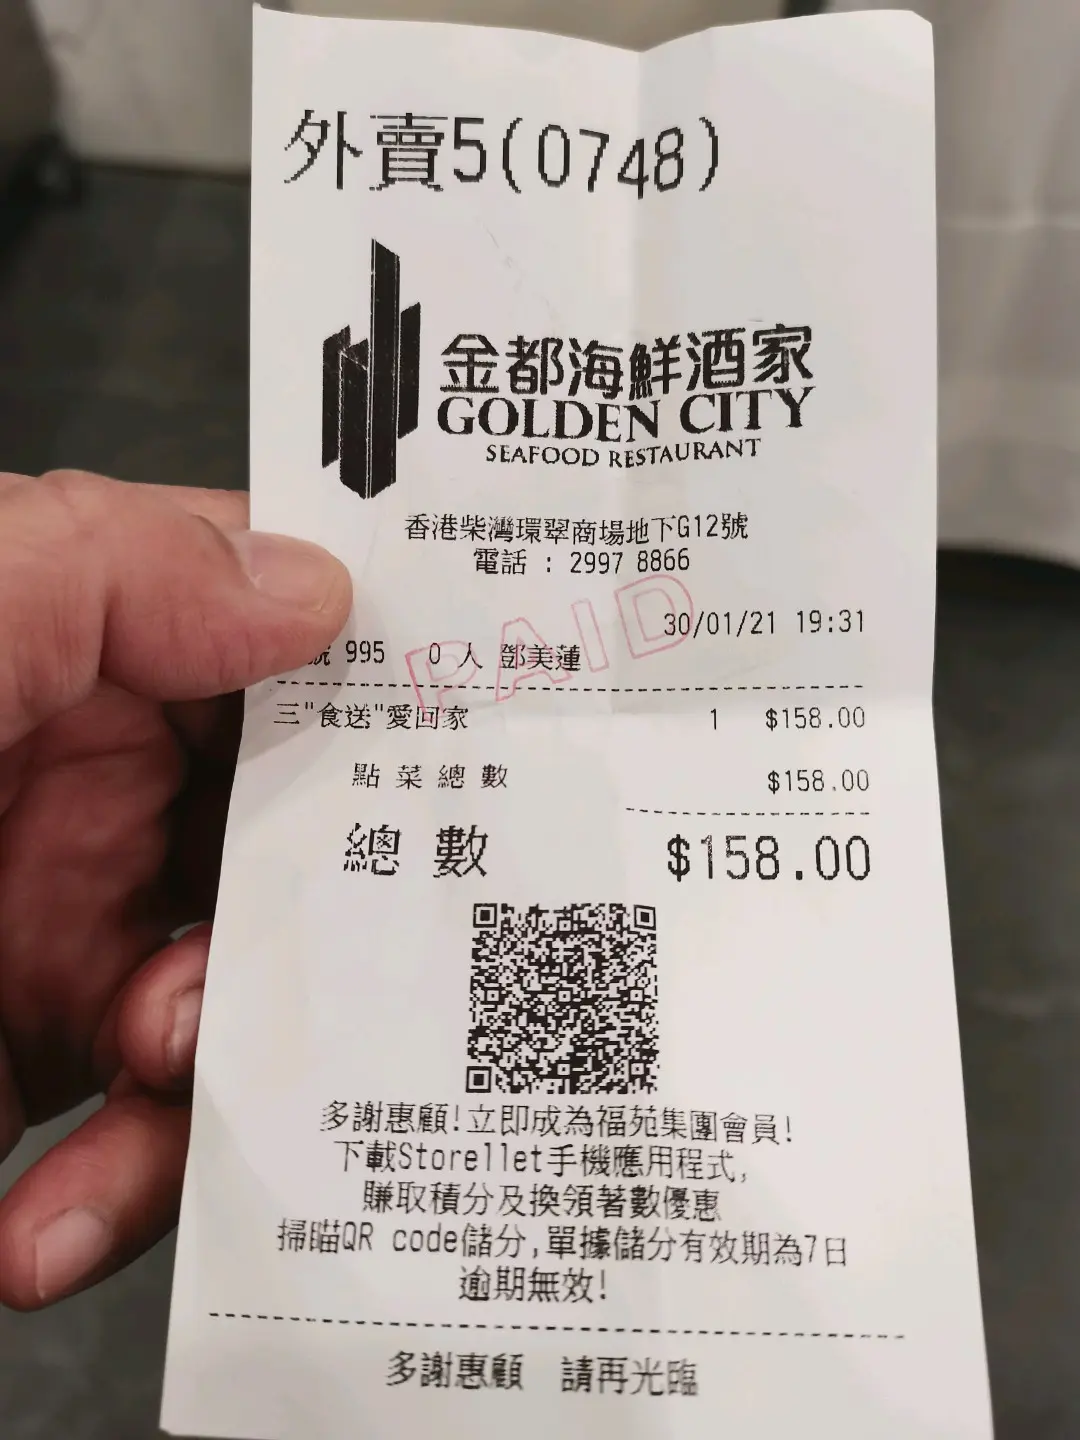 外賣5(0748)
金都海鮮酒家
GOLDEN CITY
SEAFOOD RESTAURANT
香港柴灣環翠商場地下G12號
電話 : 2997 8866
PAID
30/01/21 19:31
號 995 0 人 鄧美蓮
三"食送"愛回家 1 $158.00
點菜總數 $158.00
總數 $158.00
多謝惠顧!立即成為福苑集團會員!
下載Storellet手機應用程式,
賺取積分及換領著數優惠
掃瞄QR code儲分,單據儲分有效期為7日
逾期無效!
多謝惠顧 請再光臨